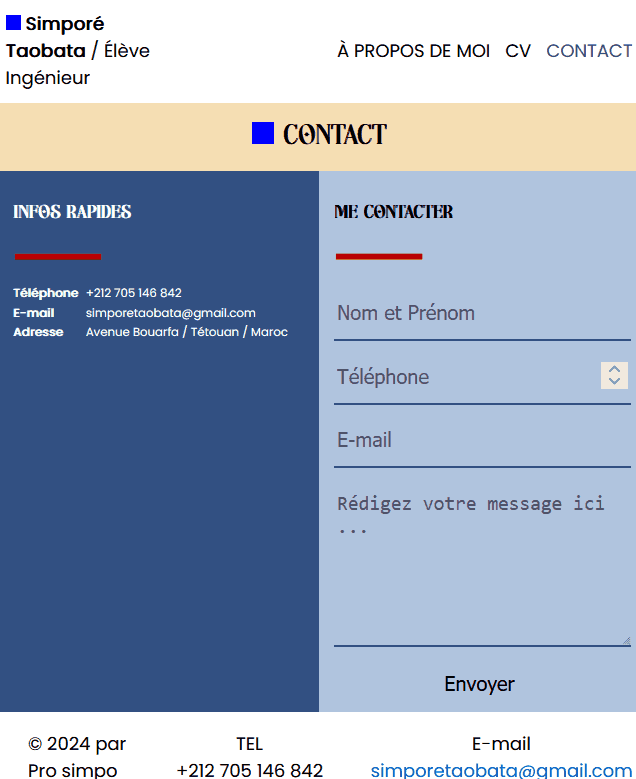 Simporé
Taobata / Élève
Ingénieur
À PROPOS DE MOI CV CONTACT
CONTACT
INFOS RAPIDES
Téléphone +212 705 146 842
E-mail simporetaobata@gmail.com
Adresse Avenue Bouarfa / Tétouan / Maroc
ME CONTACTER
Nom et Prénom
Téléphone
E-mail
Rédigez votre message ici
...
Envoyer
© 2024 par
Pro simpo
TEL
+212 705 146 842
E-mail
simporetaobata@gmail.com